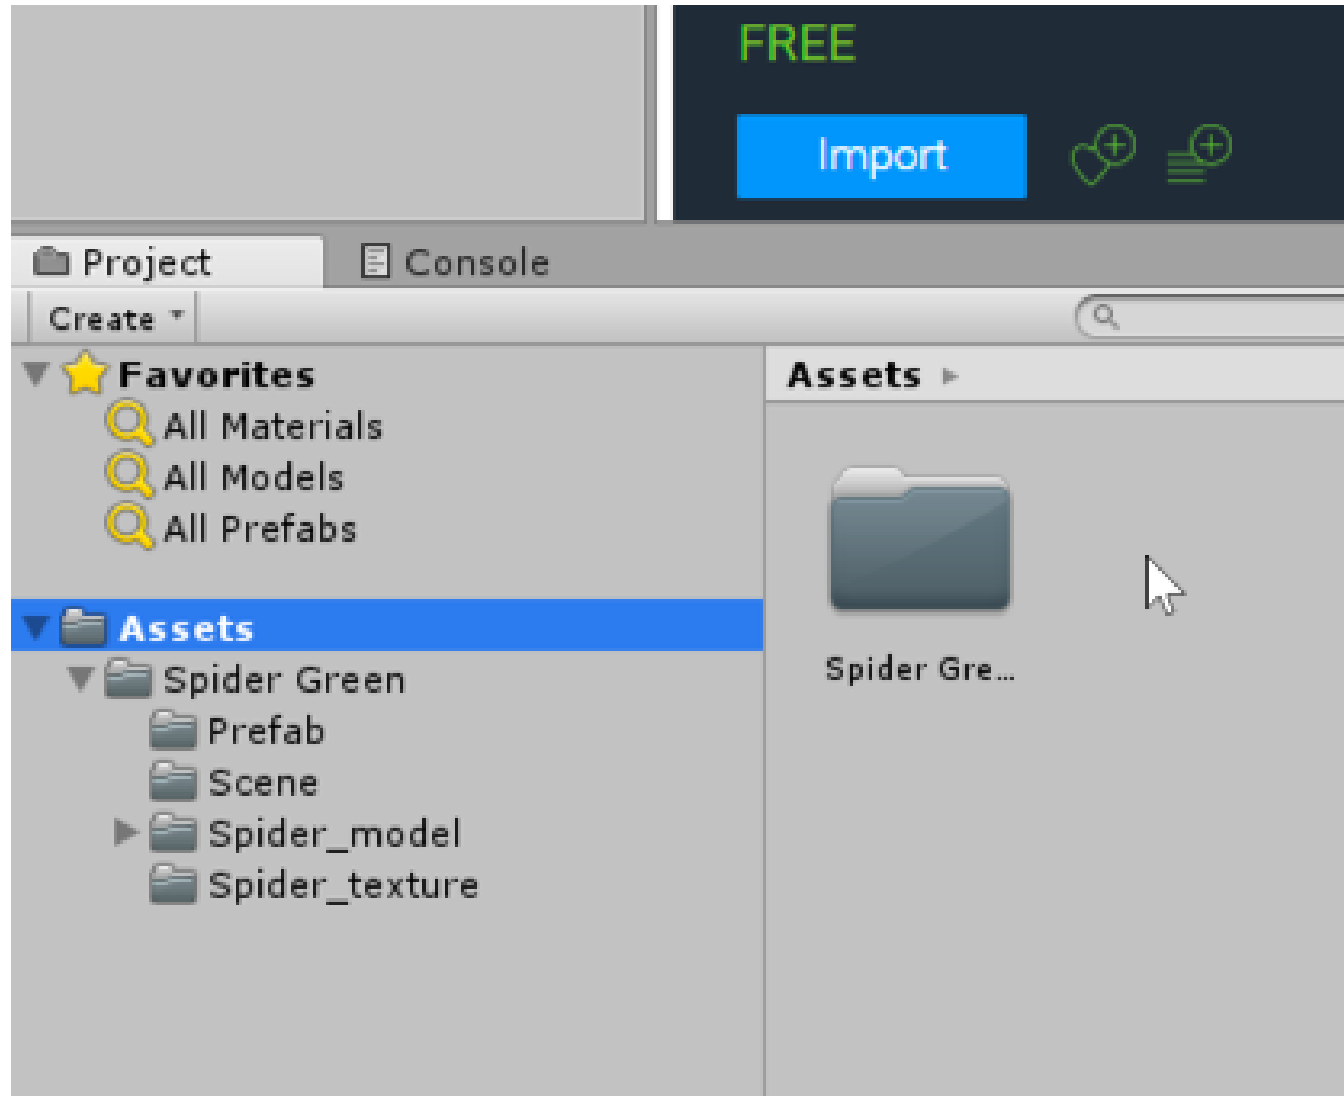 FREE
Import
Project
Console
Create
Favorites
All Materials
All Models
All Prefabs
Assets
Spider Green
Prefab
Scene
Spider_model
Spider_texture
Assets
Spider Gre...